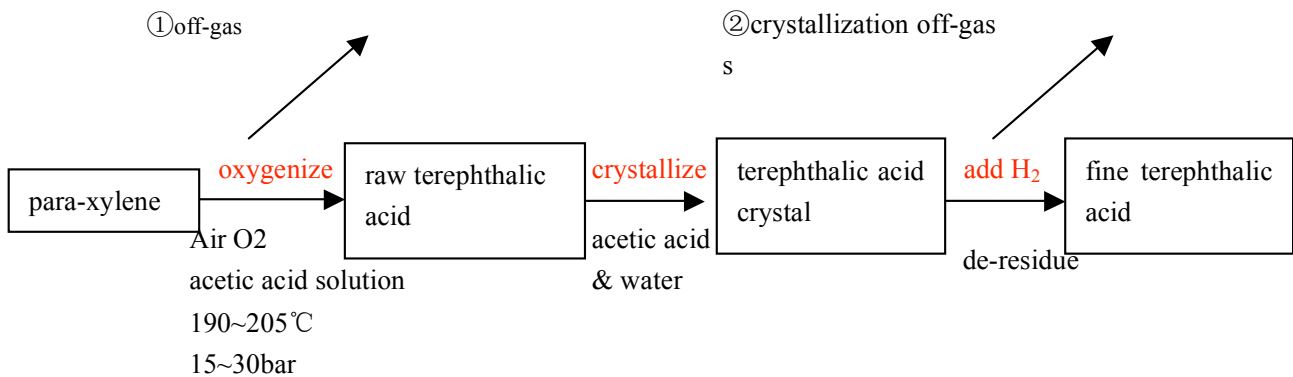 ①off-gas
②crystallization off-gas
s
para-xylene
oxygenize
Air O2
acetic acid solution
190~205℃
15~30bar
raw terephthalic
acid
crystallize
acetic acid
& water
terephthalic acid
crystal
add H₂
de-residue
fine terephthalic
acid